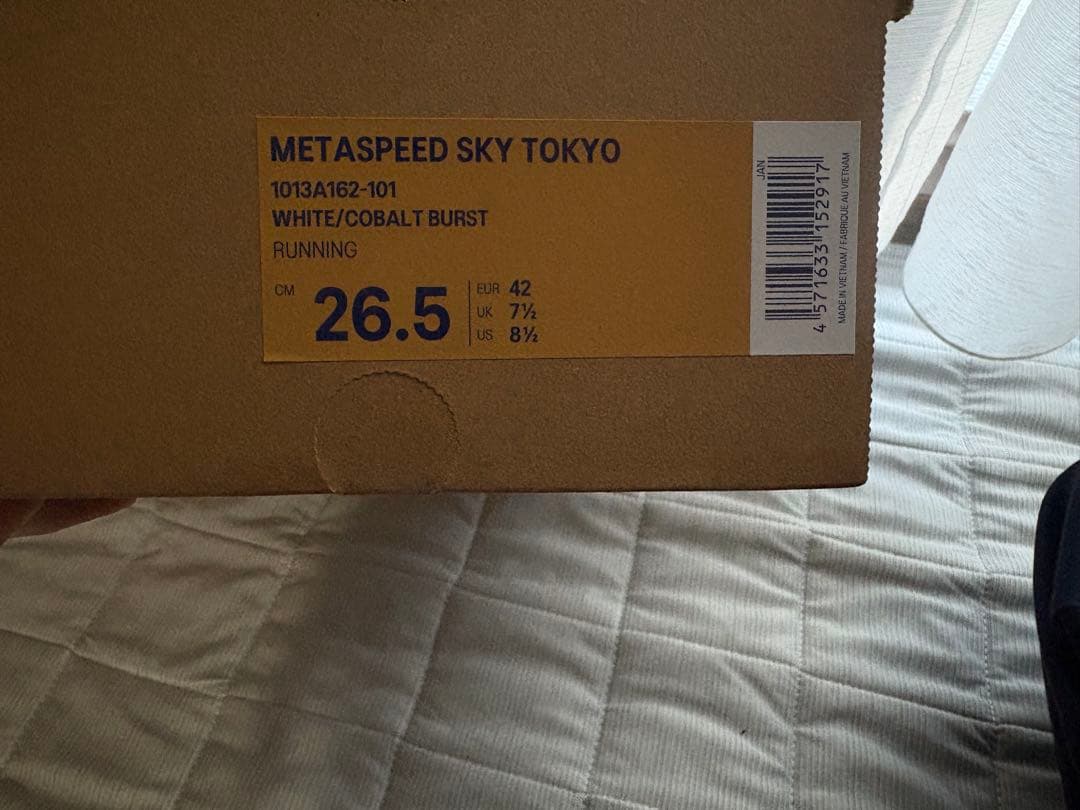 METASPEED SKY TOKYO
1013A162-101
WHITE/COBALT BURST
RUNNING
CM 26.5
EUR 42
UK 7½
US 8½
JAN
4 571633 152917
MADE IN VIETNAM / FABRIQUE AU VIETNAM